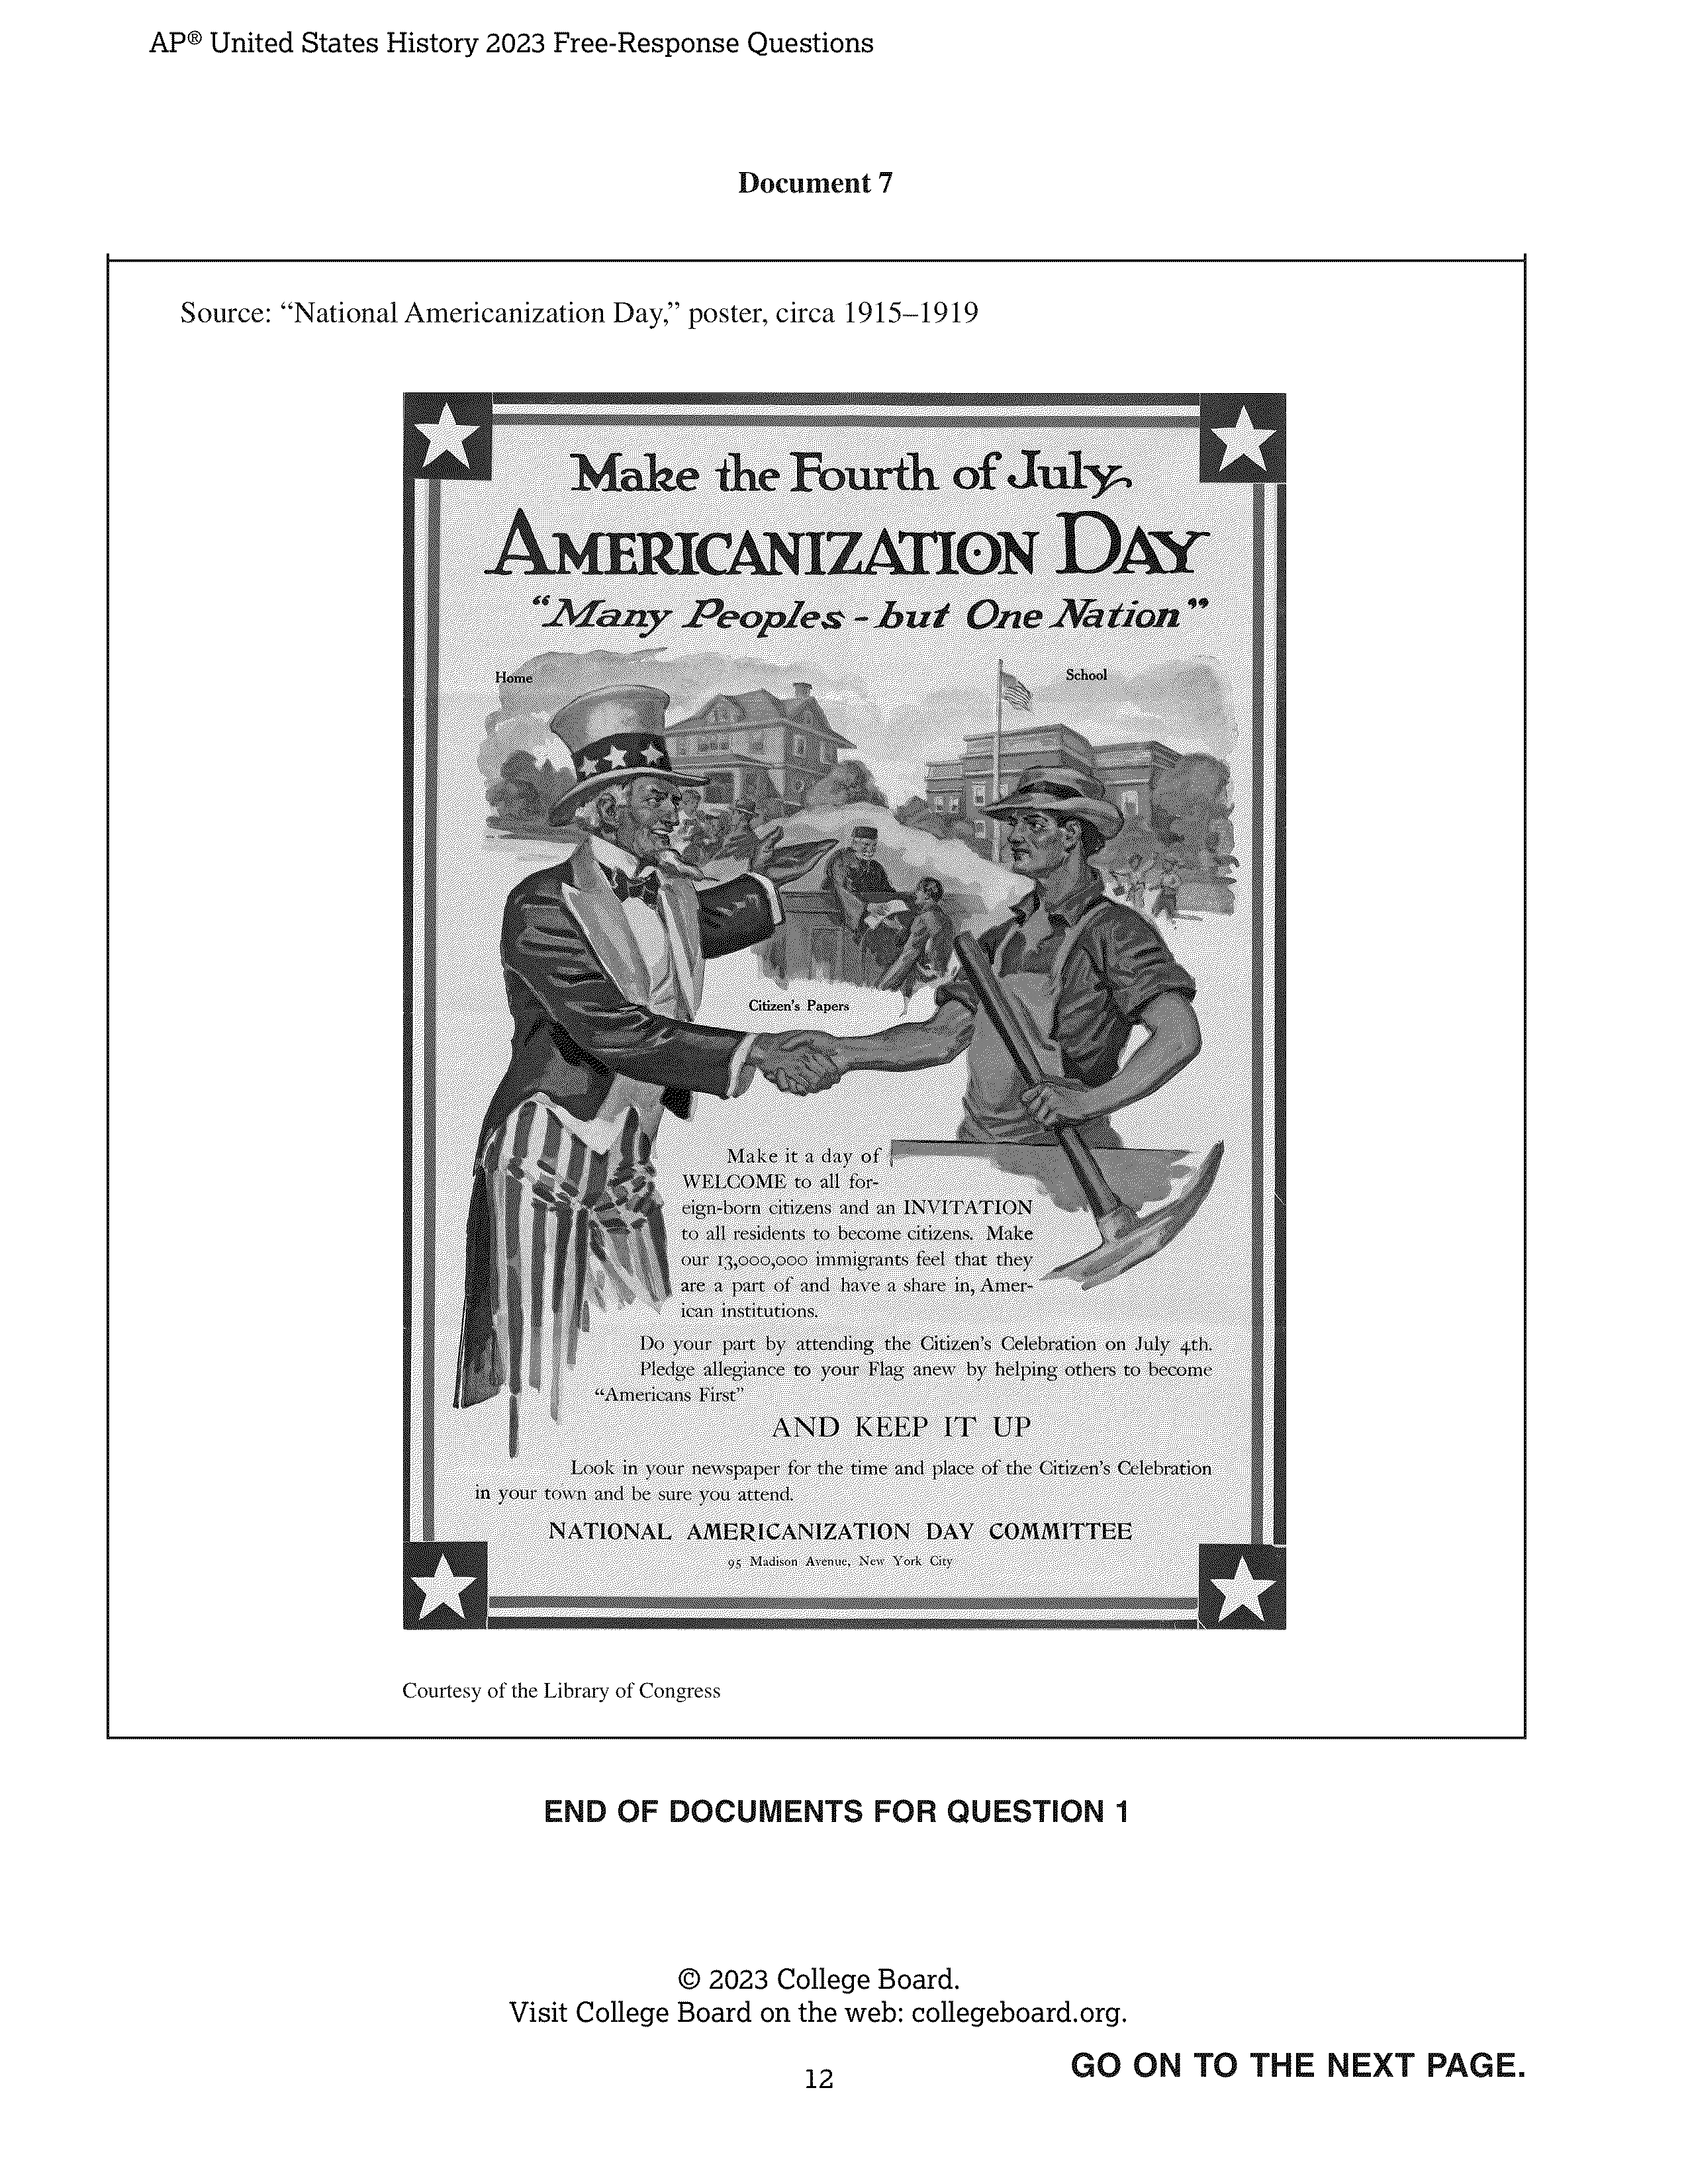 AP® United States History 2023 Free-Response Questions
Document 7
Source: “National Americanization Day,” poster, circa 1915–1919
Make the Fourth of July
AMERICANIZATION DAY
“Many Peoples - but One Nation”
Home
School
Citizen's Papers
Make it a day of
WELCOME to all for-
eign-born citizens and an INVITATION
to all residents to become citizens. Make
our 13,000,000 immigrants feel that they
are a part of and have a share in, Amer-
ican institutions.
Do your part by attending the Citizen's Celebration on July 4th.
Pledge allegiance to your Flag anew by helping others to become
“Americans First”
AND KEEP IT UP
Look in your newspaper for the time and place of the Citizen's Celebration
in your town and be sure you attend.
NATIONAL AMERICANIZATION DAY COMMITTEE
95 Madison Avenue, New York City
Courtesy of the Library of Congress
END OF DOCUMENTS FOR QUESTION 1
© 2023 College Board.
Visit College Board on the web: collegeboard.org.
GO ON TO THE NEXT PAGE.
12